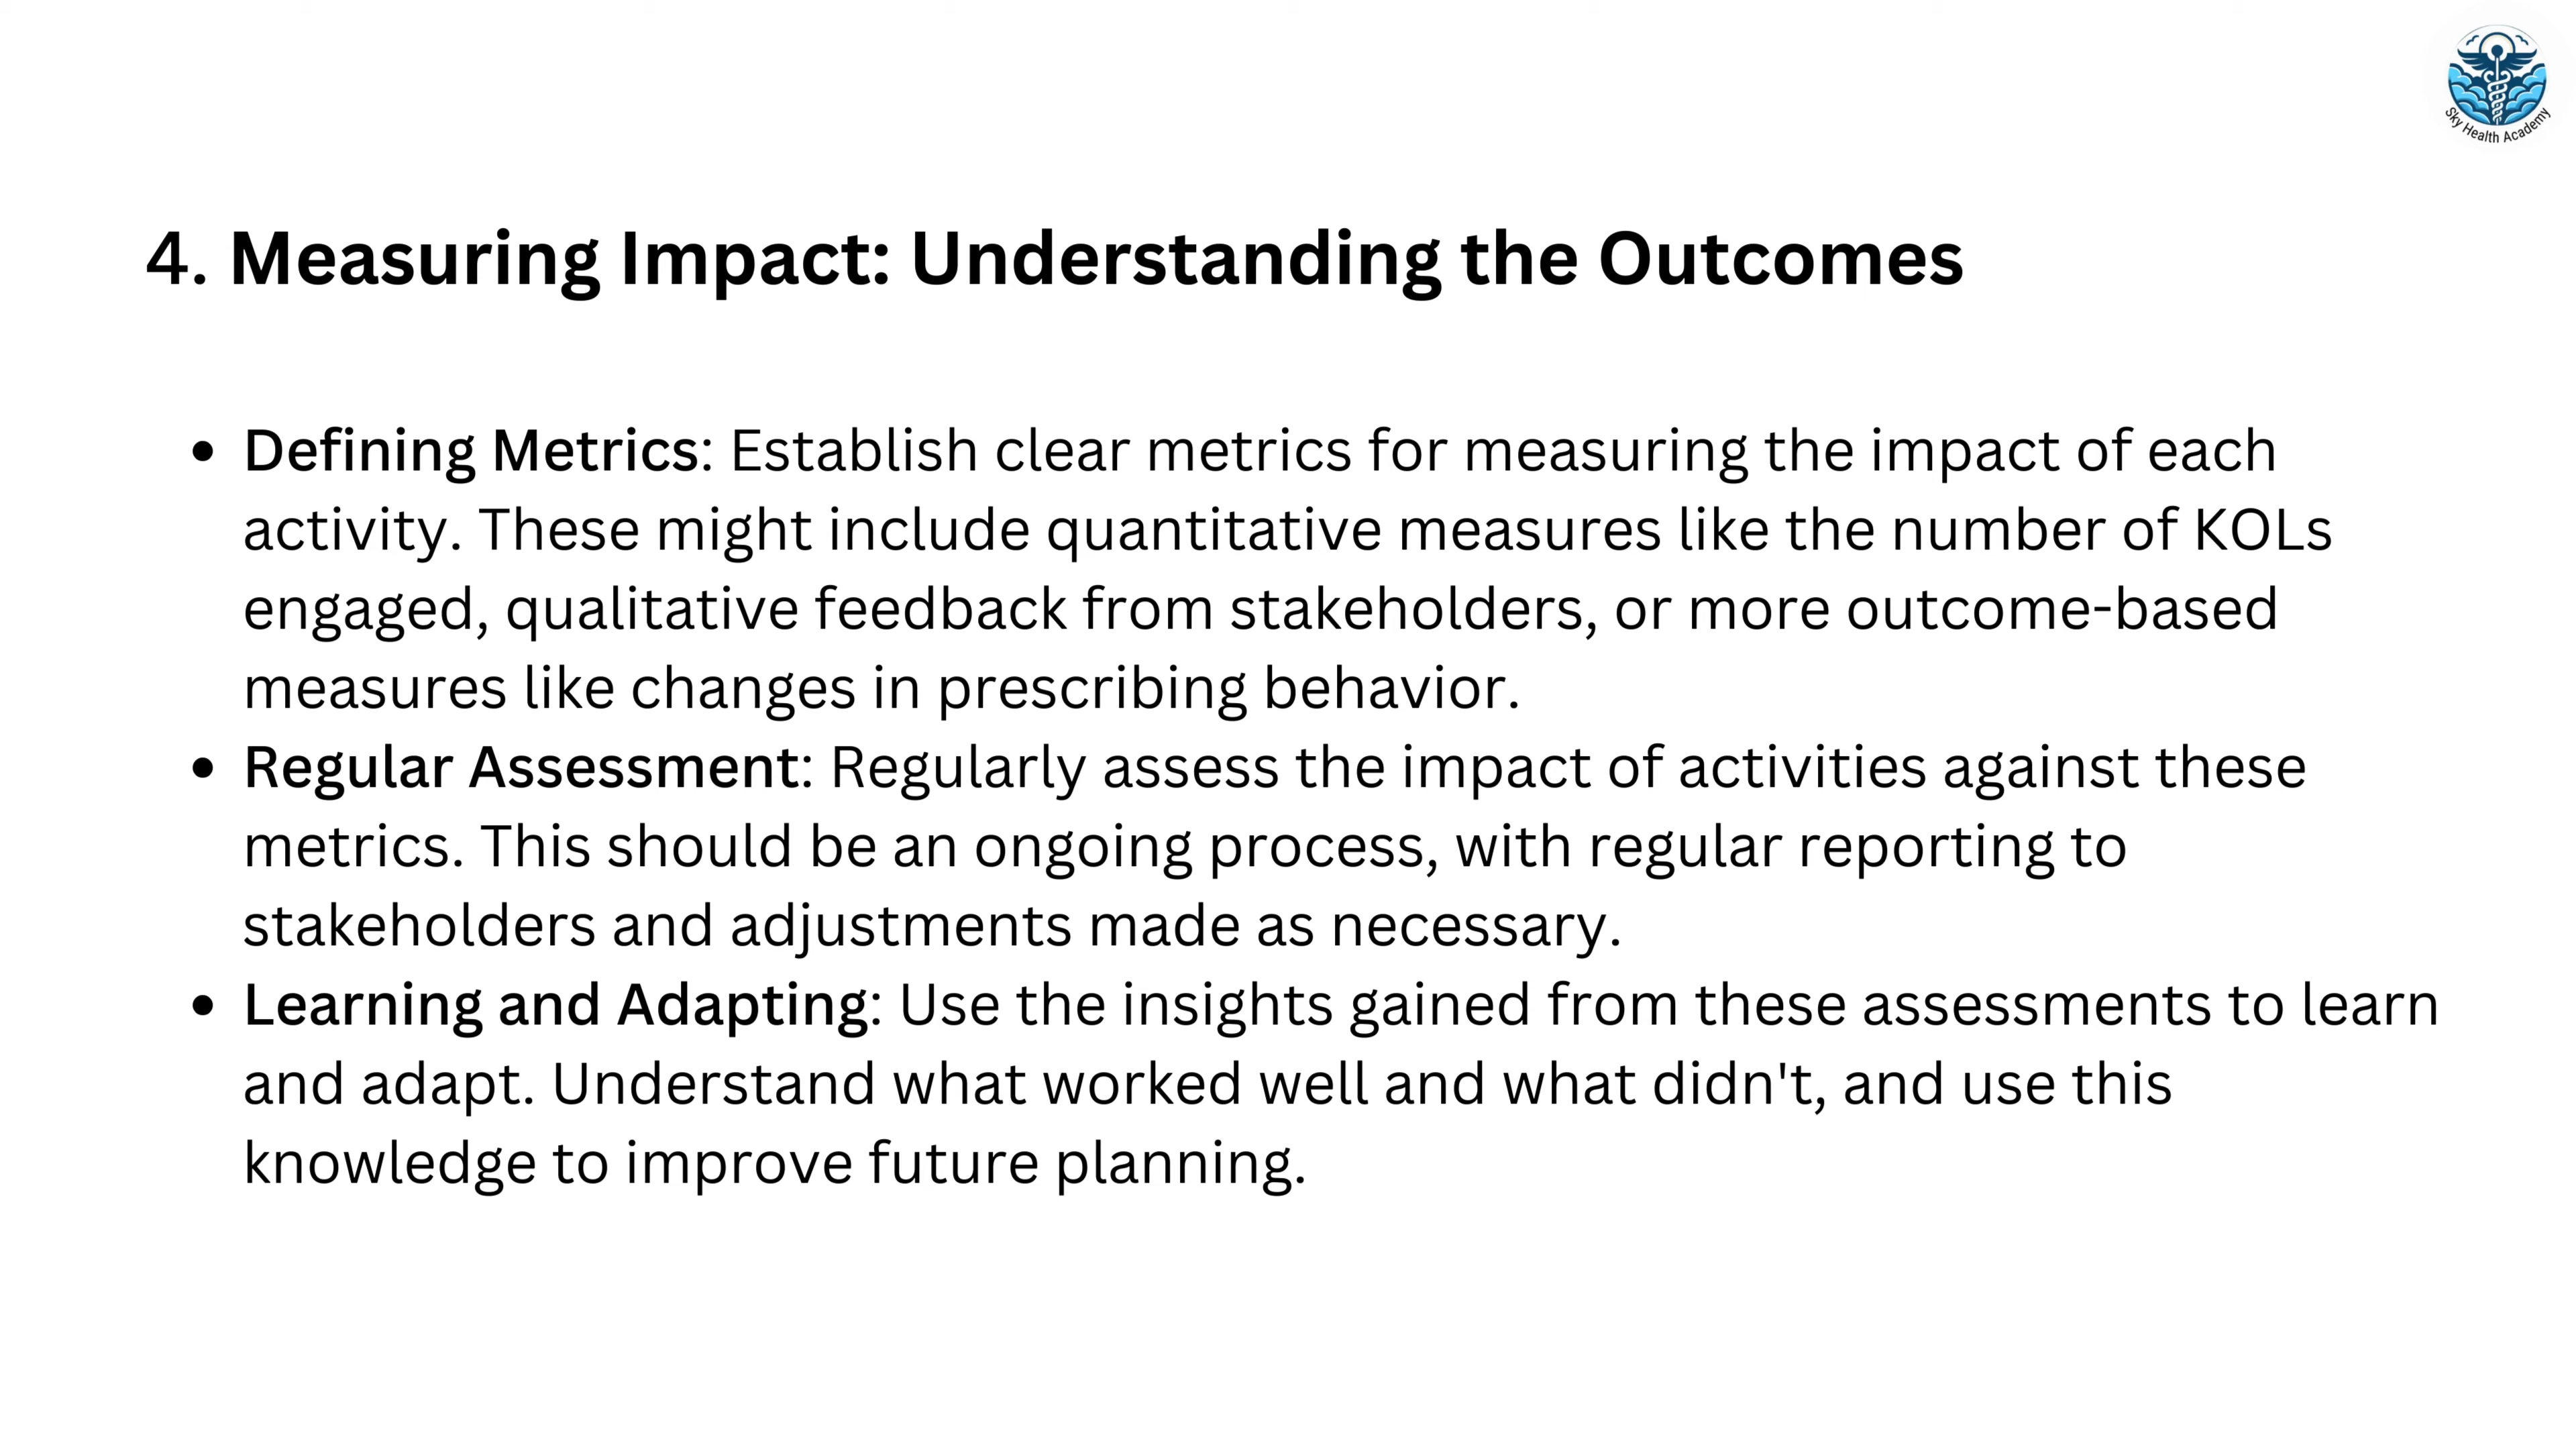 Sky Health Academy
4. Measuring Impact: Understanding the Outcomes
• Defining Metrics: Establish clear metrics for measuring the impact of each
activity. These might include quantitative measures like the number of KOLs
engaged, qualitative feedback from stakeholders, or more outcome-based
measures like changes in prescribing behavior.
• Regular Assessment: Regularly assess the impact of activities against these
metrics. This should be an ongoing process, with regular reporting to
stakeholders and adjustments made as necessary.
• Learning and Adapting: Use the insights gained from these assessments to learn
and adapt. Understand what worked well and what didn't, and use this
knowledge to improve future planning.